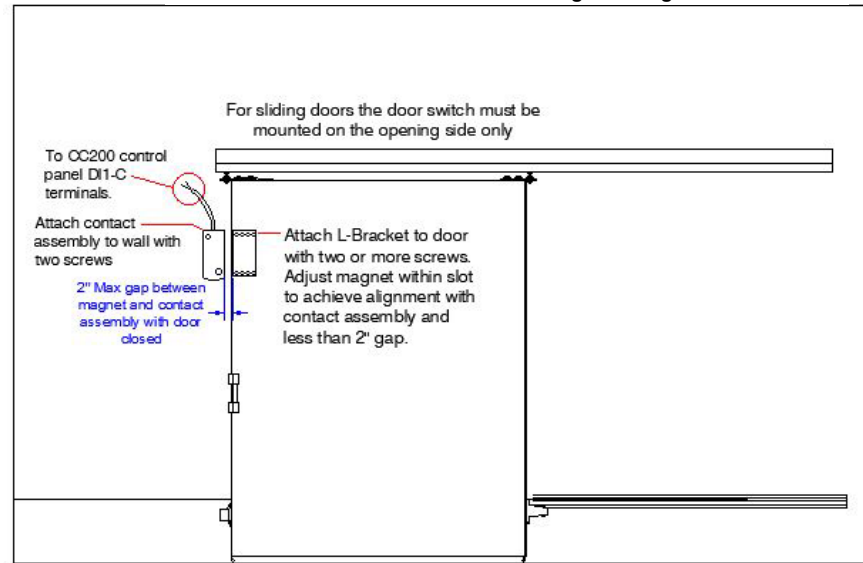 For sliding doors the door switch must be
mounted on the opening side only
To CC200 control
panel DI1-C
terminals.
Attach contact
assembly to wall with
two screws
2" Max gap between
magnet and contact
assembly with door
closed
Attach L-Bracket to door
with two or more screws.
Adjust magnet within slot
to achieve alignment with
contact assembly and
less than 2" gap.